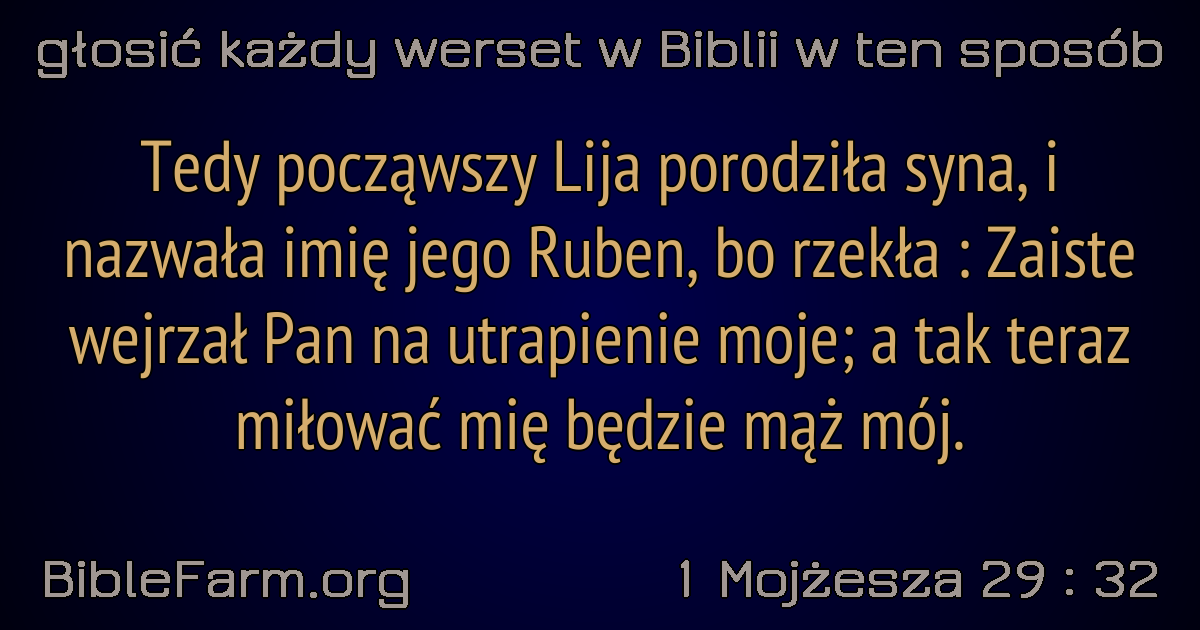 głosić każdy werset w Biblii w ten sposób
Tedy począwszy Lija porodziła syna, i
nazwała imię jego Ruben, bo rzekła : Zaiste
wejrzał Pan na utrapienie moje; a tak teraz
miłować mię będzie mąż mój.
BibleFarm.org
1 Mojżesza 29 : 32